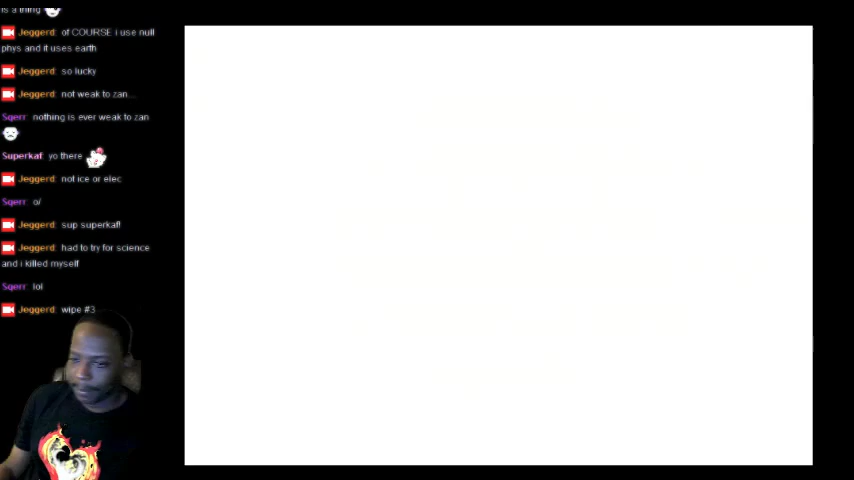 is a thing
Jeggerd: of COURSE i use null
phys and it uses earth
Jeggerd: so lucky
Jeggerd: not weak to zan...
Sqerr: nothing is ever weak to zan
Superkaf: yo there
Jeggerd: not ice or elec
Sqerr: o/
Jeggerd: sup superkaf!
Jeggerd: had to try for science
and i killed myself
Sqerr: lol
Jeggerd: wipe #3